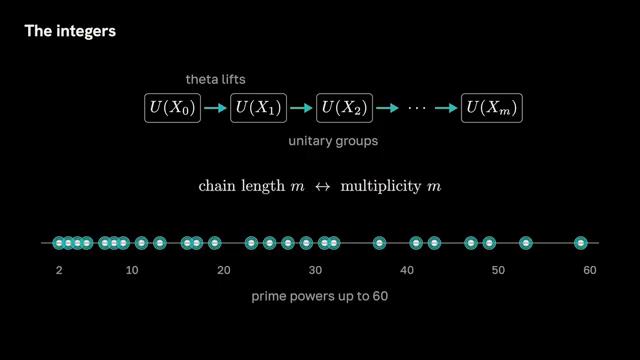 The integers
theta lifts
U(X₀) → U(X₁) → U(X₂) → ⋯ → U(Xₘ)
unitary groups
chain length m ↔ multiplicity m
2 10 20 30 40 50 60
prime powers up to 60